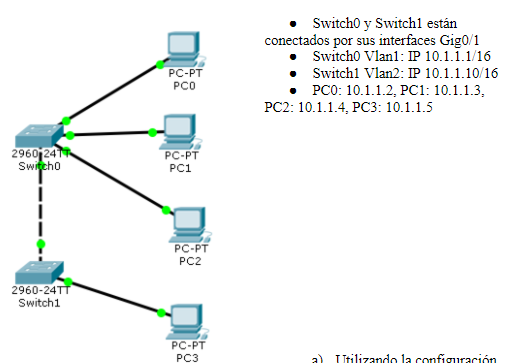 PC-PT
PC0
PC-PT
PC1
2960-24TT
Switch0
PC-PT
PC2
2960-24TT
Switch1
PC-PT
PC3
● Switch0 y Switch1 están
conectados por sus interfaces Gig0/1
● Switch0 Vlan1: IP 10.1.1.1/16
● Switch1 Vlan2: IP 10.1.1.10/16
● PC0: 10.1.1.2, PC1: 10.1.1.3,
PC2: 10.1.1.4, PC3: 10.1.1.5
a) Utilizando la configuración